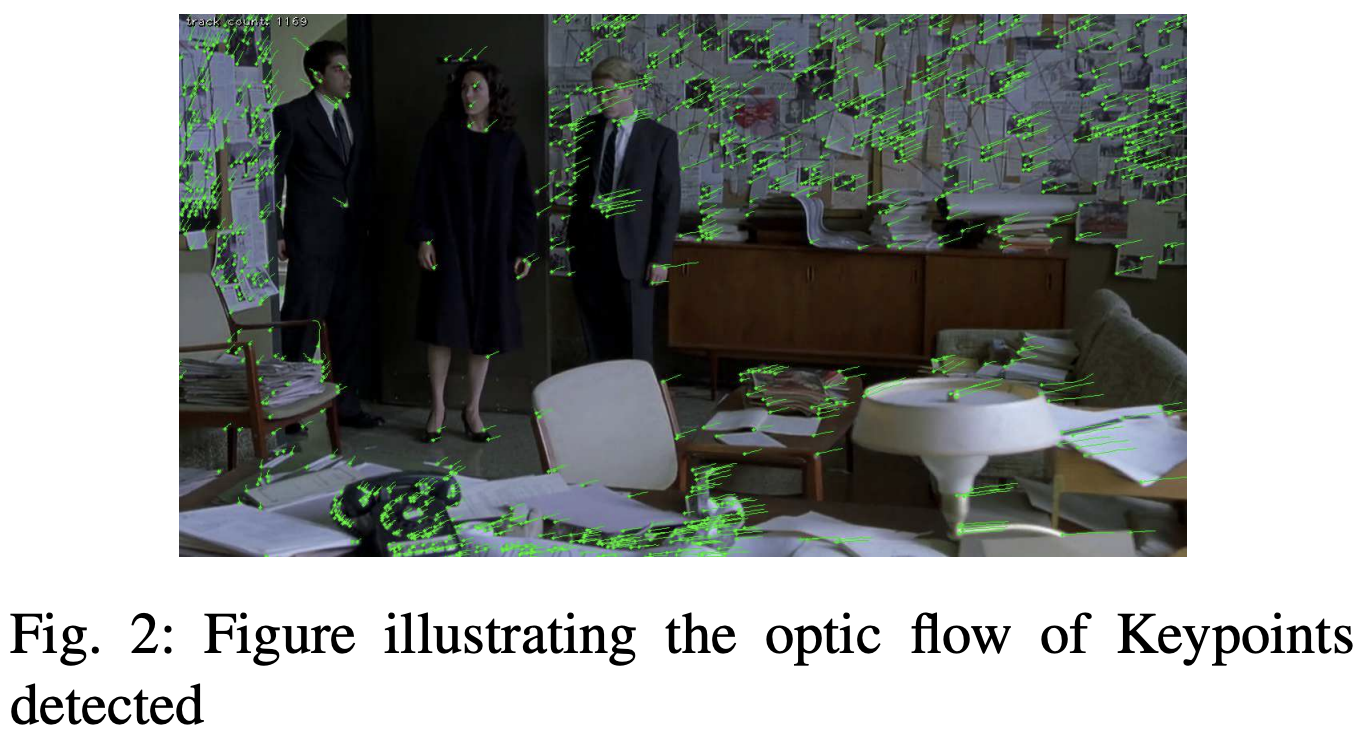 track count: 1169
Fig. 2: Figure illustrating the optic flow of Keypoints
detected